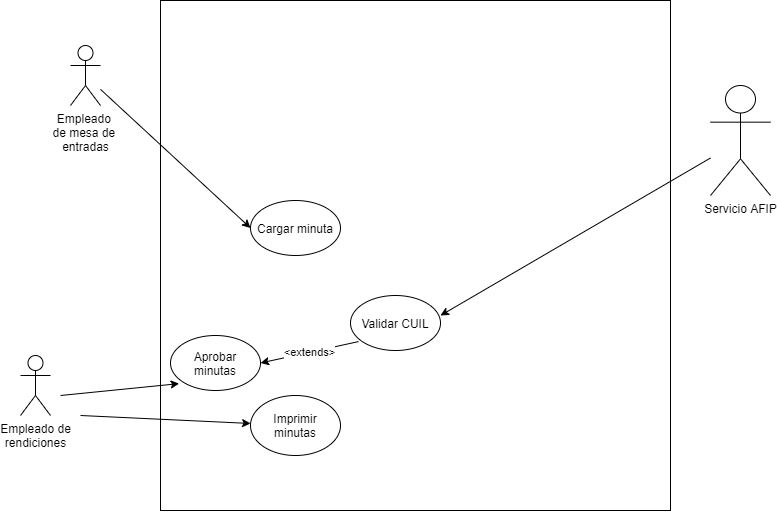 Empleado
de mesa de
entradas
Servicio AFIP
Cargar minuta
Validar CUIL
<extends>
Aprobar
minutas
Empleado de
rendiciones
Imprimir
minutas